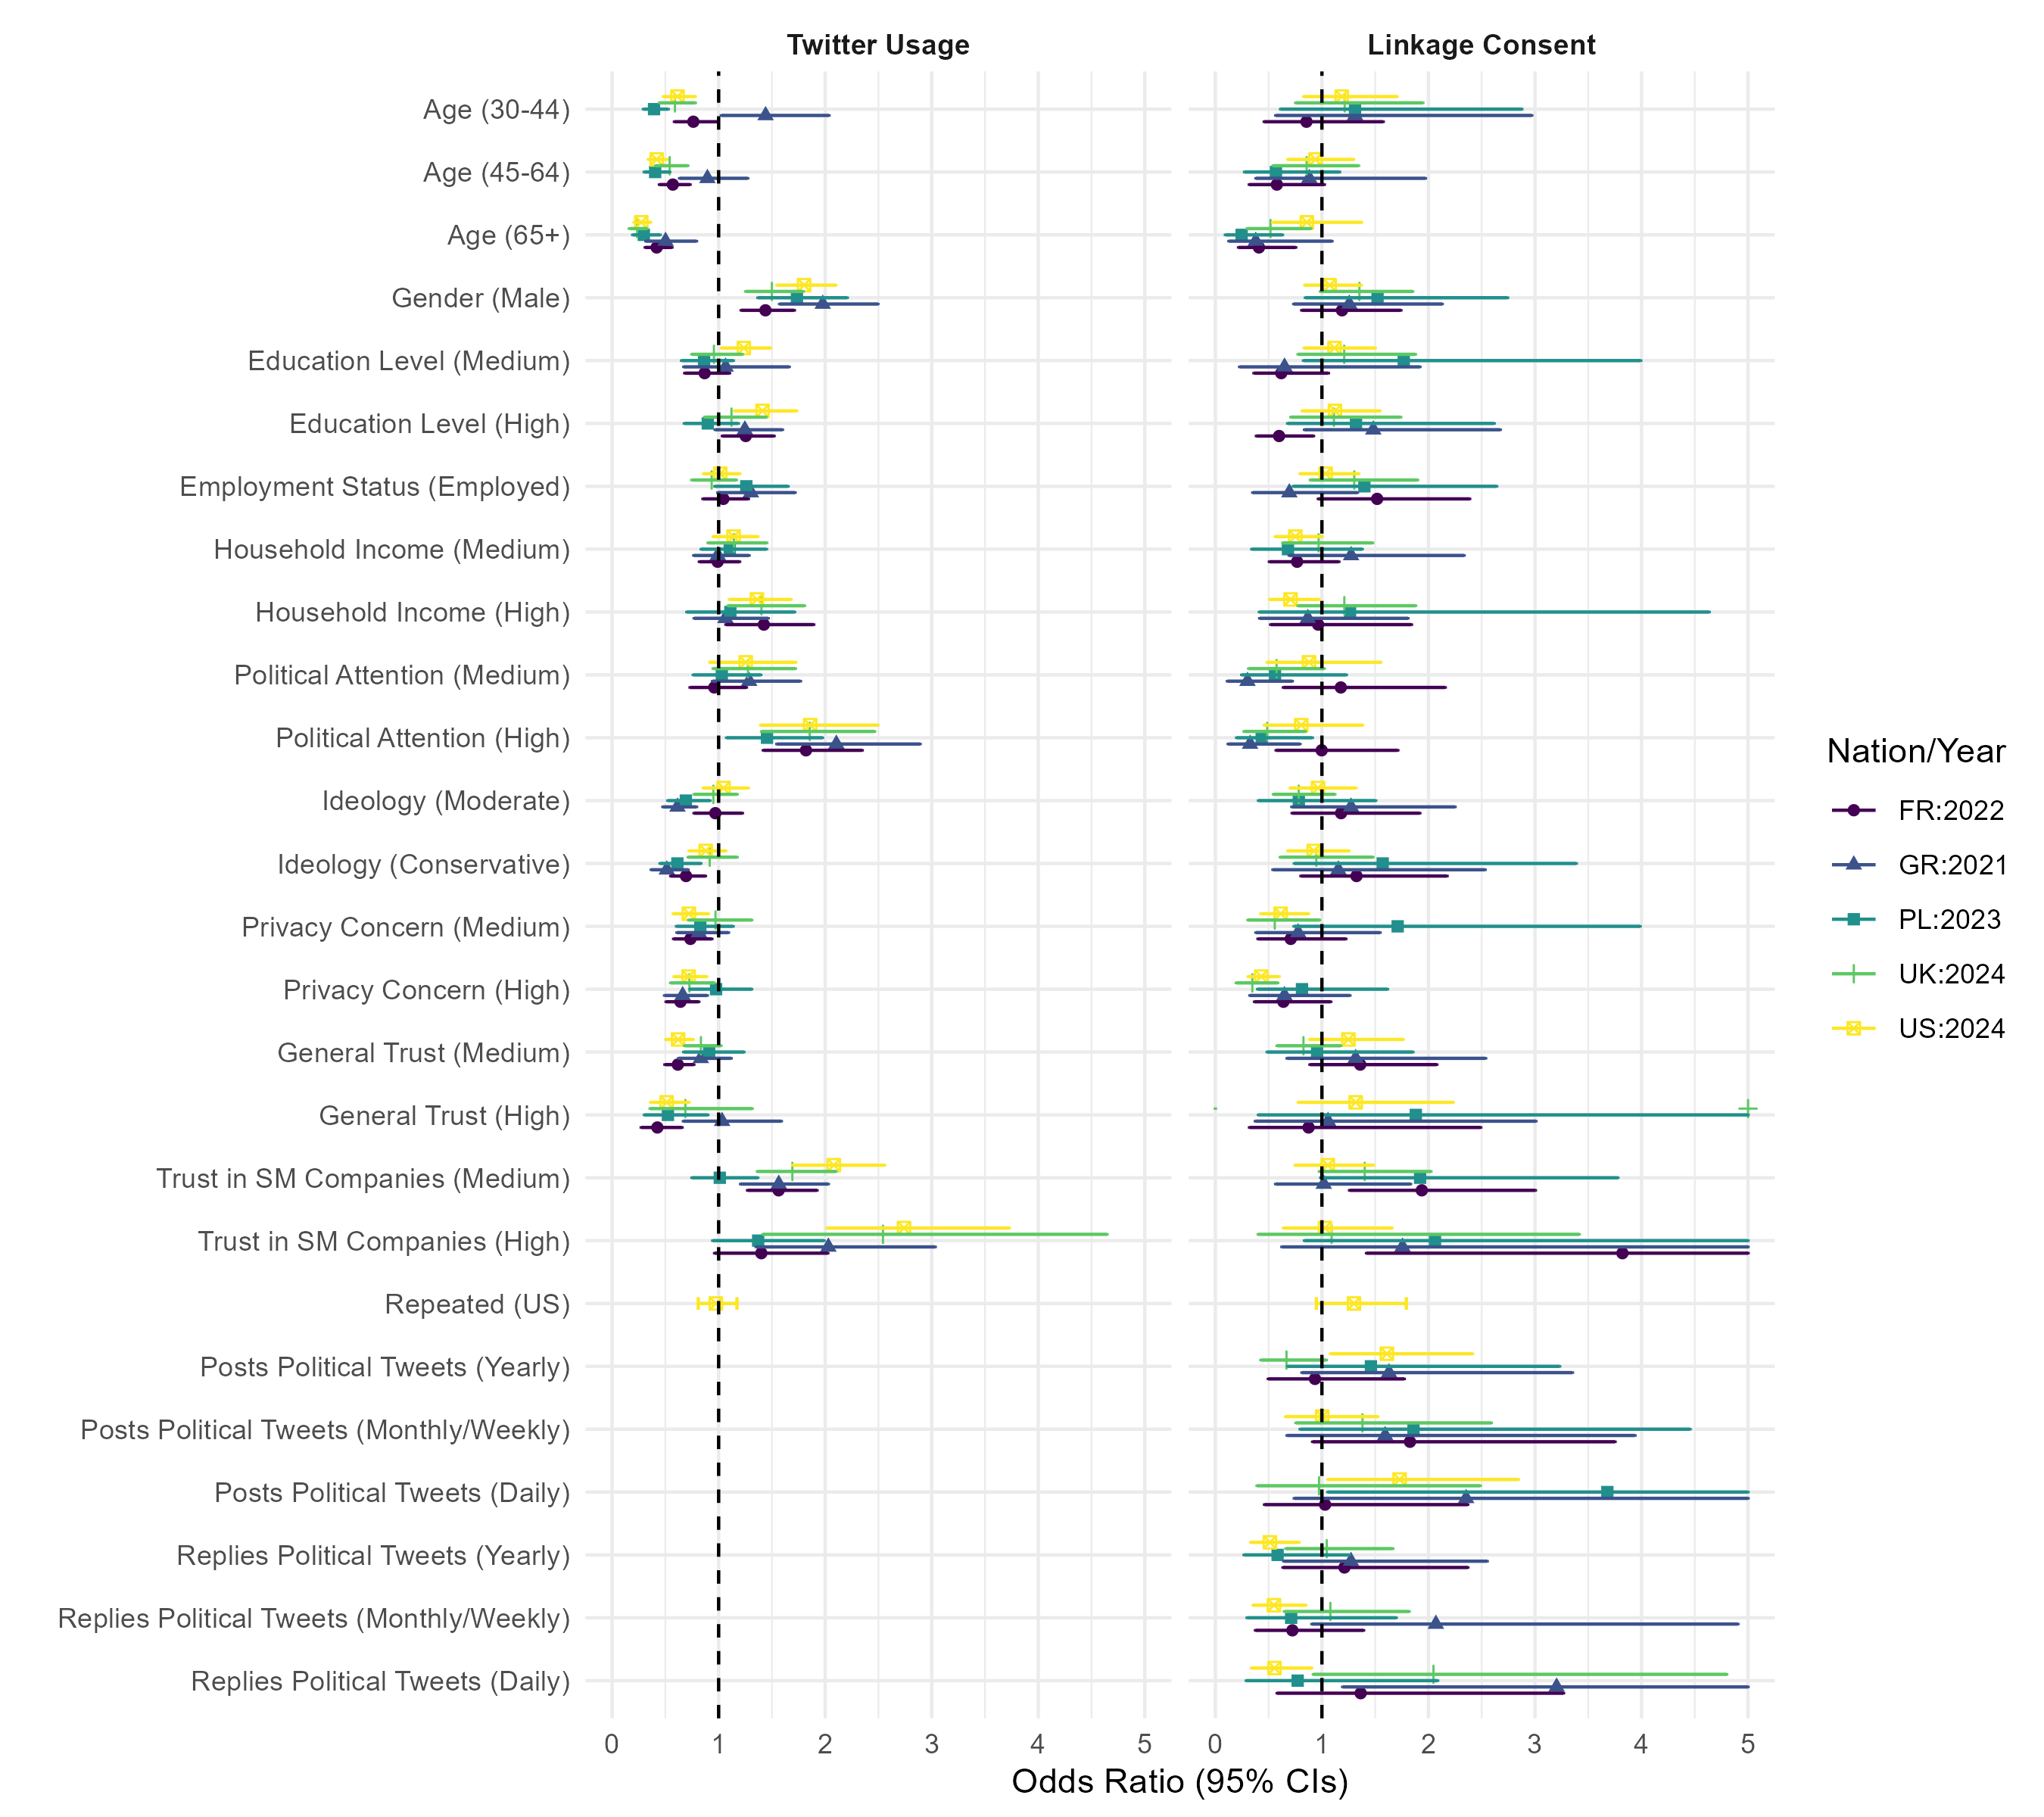 Twitter Usage
Linkage Consent
Age (30-44)
Age (45-64)
Age (65+)
Gender (Male)
Education Level (Medium)
Education Level (High)
Employment Status (Employed)
Household Income (Medium)
Household Income (High)
Political Attention (Medium)
Political Attention (High)
Ideology (Moderate)
Ideology (Conservative)
Privacy Concern (Medium)
Privacy Concern (High)
General Trust (Medium)
General Trust (High)
Trust in SM Companies (Medium)
Trust in SM Companies (High)
Repeated (US)
Posts Political Tweets (Yearly)
Posts Political Tweets (Monthly/Weekly)
Posts Political Tweets (Daily)
Replies Political Tweets (Yearly)
Replies Political Tweets (Monthly/Weekly)
Replies Political Tweets (Daily)
0 1 2 3 4 5
0 1 2 3 4 5
Odds Ratio (95% CIs)
Nation/Year
FR:2022
GR:2021
PL:2023
UK:2024
US:2024